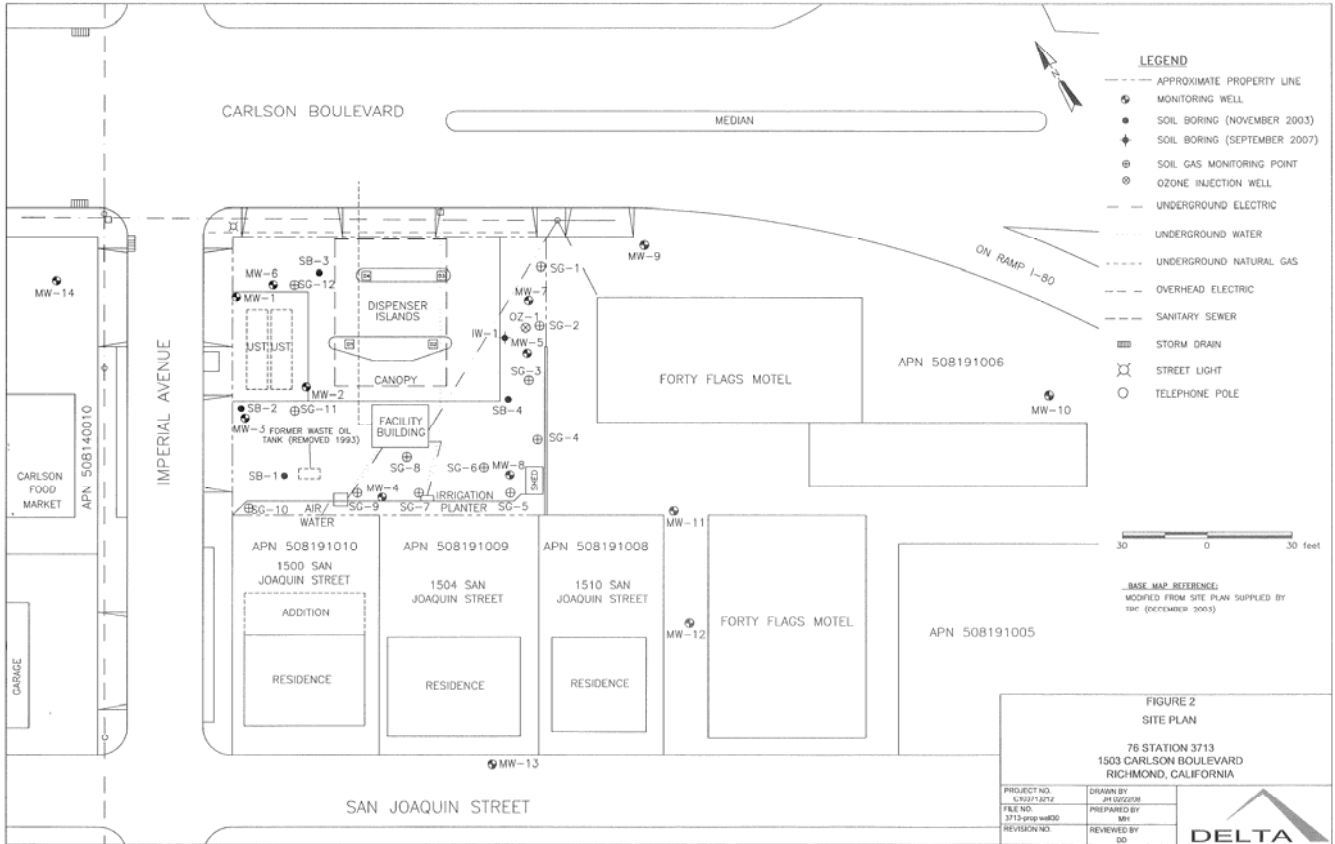 CARLSON BOULEVARD
MEDIAN
N
LEGEND
APPROXIMATE PROPERTY LINE
MONITORING WELL
SOIL BORING (NOVEMBER 2003)
SOIL BORING (SEPTEMBER 2007)
SOIL GAS MONITORING POINT
OZONE INJECTION WELL
UNDERGROUND ELECTRIC
UNDERGROUND WATER
UNDERGROUND NATURAL GAS
OVERHEAD ELECTRIC
SANITARY SEWER
STORM DRAIN
STREET LIGHT
TELEPHONE POLE
ON RAMP I-80
MW-9
SB-3
SG-1
MW-6
SG-12
MW-14
MW-1
MW-7
DISPENSER
ISLANDS
OZ-1
SG-2
IW-1
MW-5
UST
UST
IMPERIAL AVENUE
APN 508191006
FORTY FLAGS MOTEL
SG-3
CANOPY
MW-2
MW-10
SB-4
SB-2
SG-11
MW-3
FORMER WASTE OIL
TANK (REMOVED 1993)
FACILITY
BUILDING
SG-4
APN 508140010
CARLSON
FOOD
MARKET
SG-8
SG-6
MW-8
SB-1
SHED
MW-4
IRRIGATION
PLANTER
SG-10
AIR
WATER
SG-9
SG-7
SG-5
MW-11
APN 508191010
APN 508191009
APN 508191008
1500 SAN
JOAQUIN STREET
1504 SAN
JOAQUIN STREET
1510 SAN
JOAQUIN STREET
30 0 30 feet
BASE MAP REFERENCE:
MODIFIED FROM SITE PLAN SUPPLIED BY
TRC (DECEMBER 2003)
ADDITION
MW-12
FORTY FLAGS MOTEL
APN 508191005
GARAGE
RESIDENCE
RESIDENCE
RESIDENCE
MW-13
SAN JOAQUIN STREET
FIGURE 2
SITE PLAN
76 STATION 3713
1503 CARLSON BOULEVARD
RICHMOND, CALIFORNIA
PROJECT NO.
DRAWN BY
FILE NO.
PREPARED BY
MH
REVISION NO.
REVIEWED BY
DD
DELTA